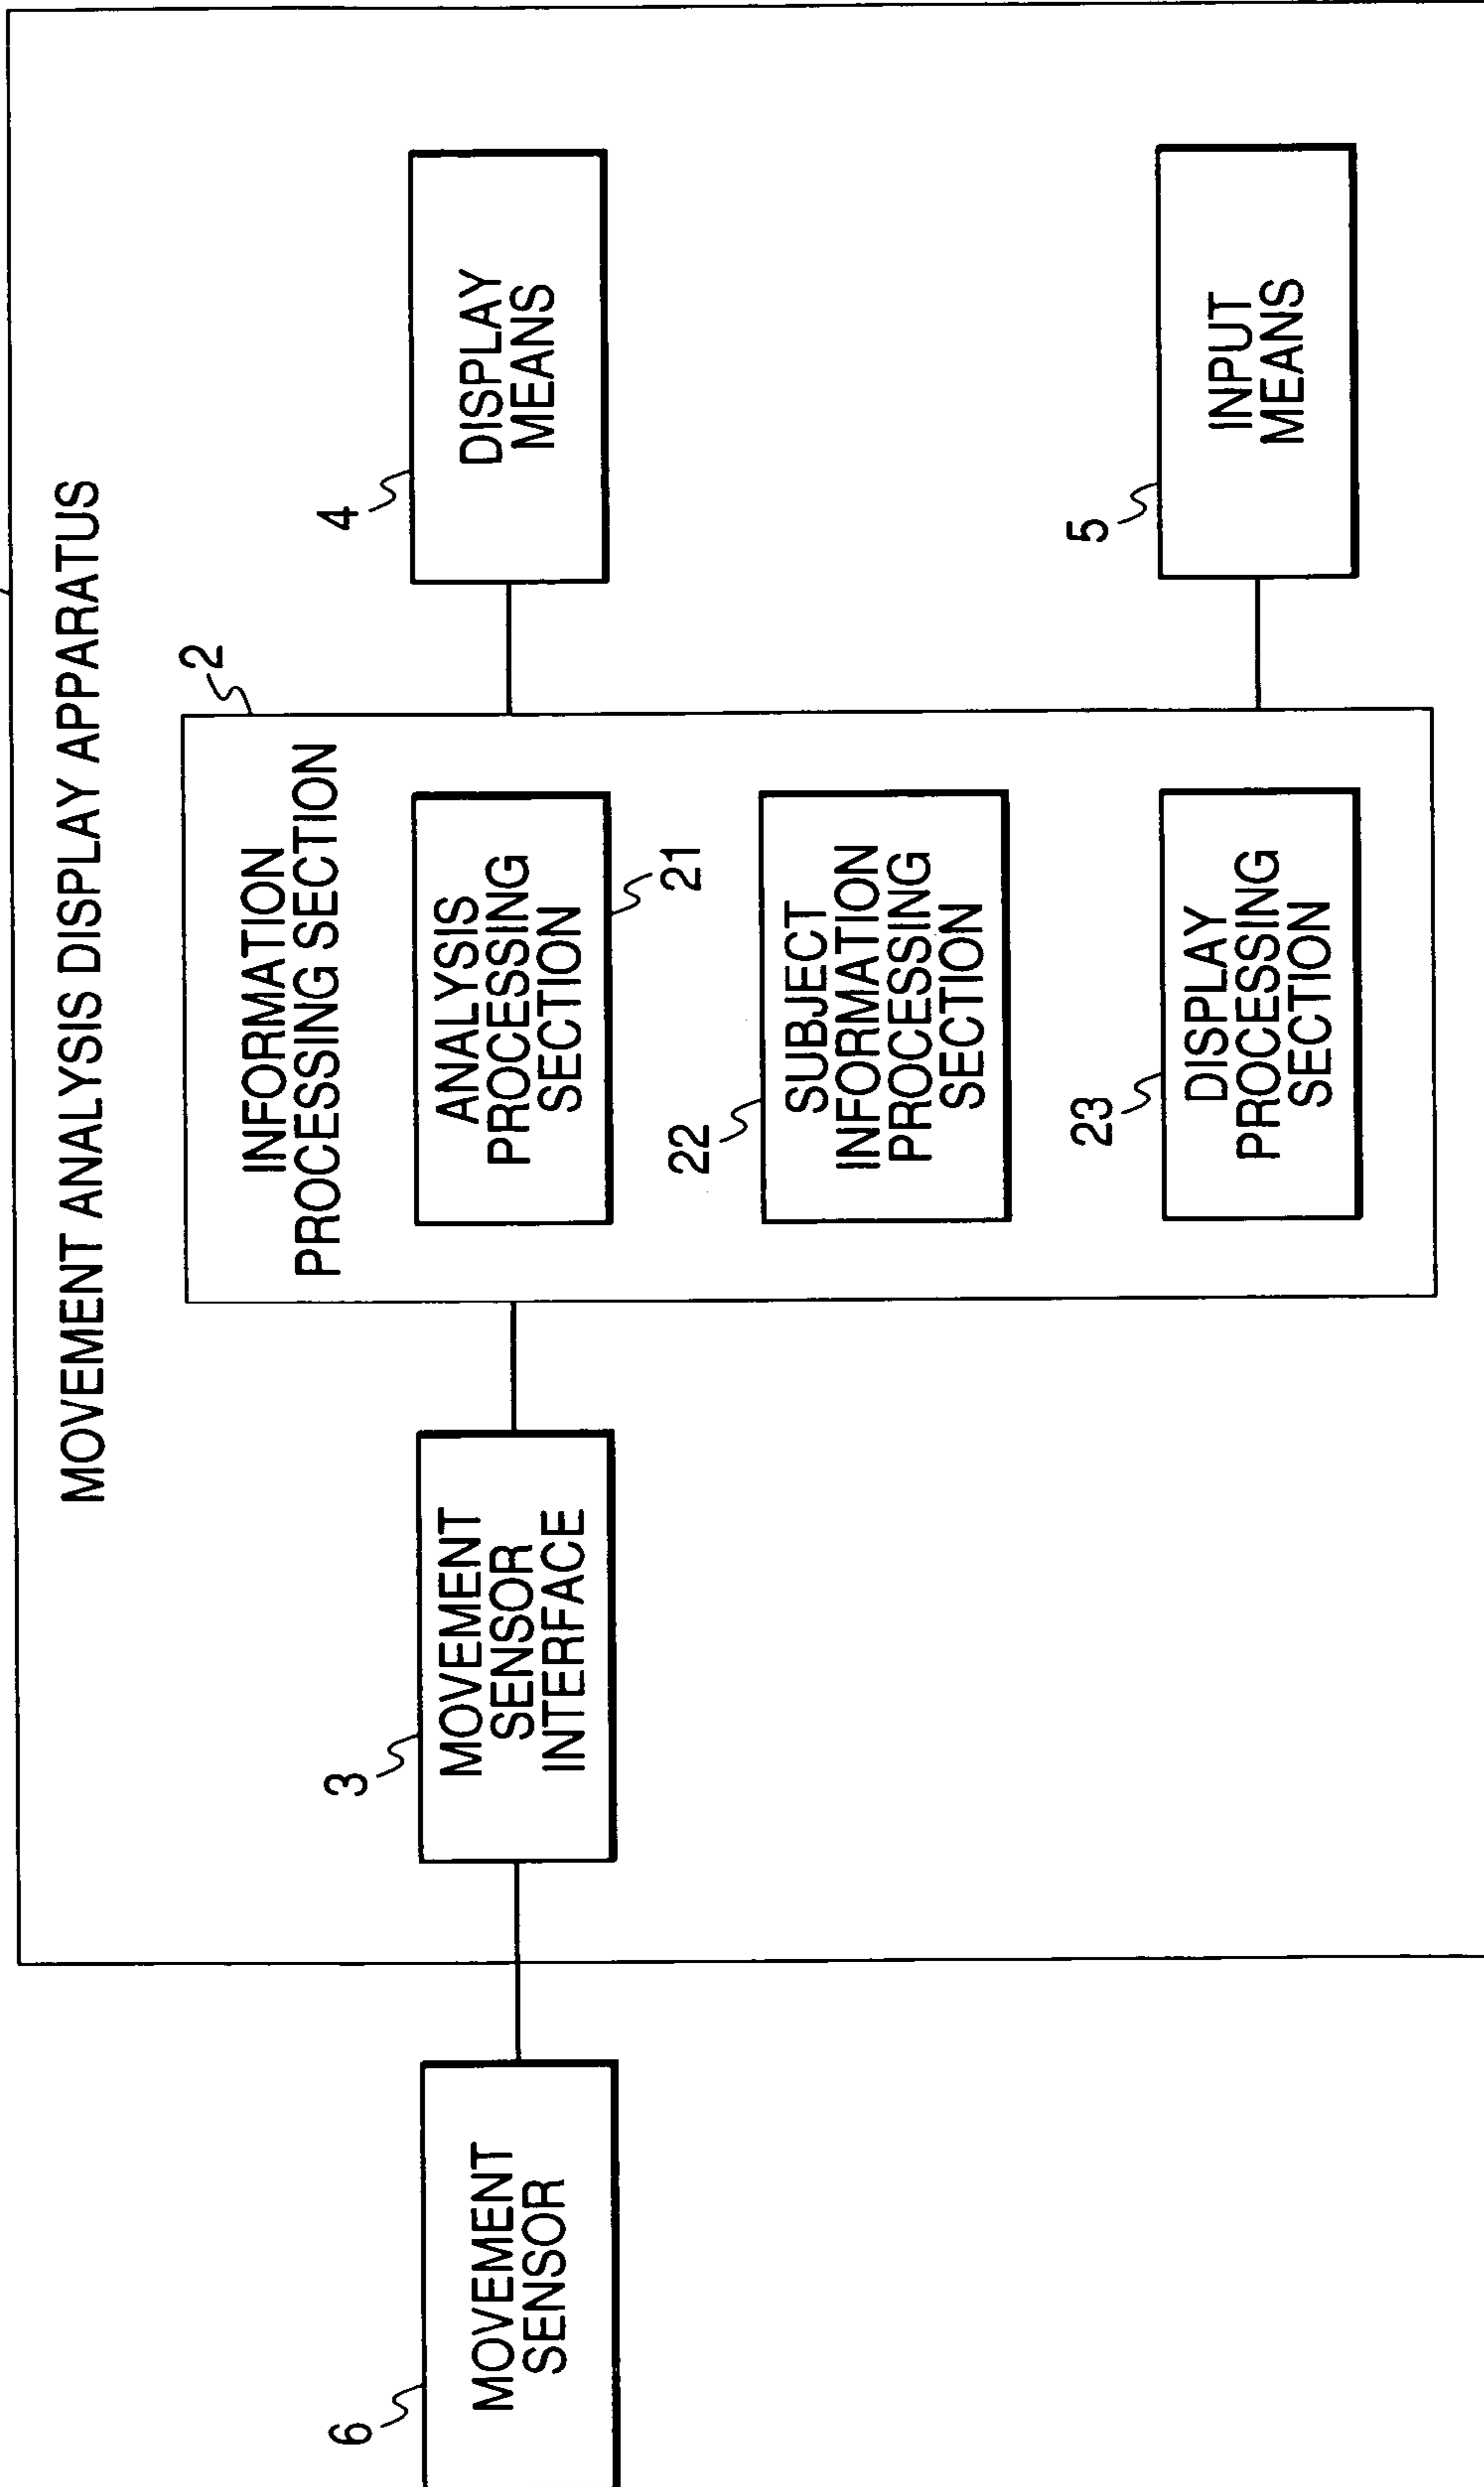 MOVEMENT ANALYSIS DISPLAY APPARATUS
6
MOVEMENT
SENSOR
3
MOVEMENT
SENSOR
INTERFACE
2
INFORMATION
PROCESSING SECTION
ANALYSIS
PROCESSING
SECTION
21
22
SUBJECT
INFORMATION
PROCESSING
SECTION
23
DISPLAY
PROCESSING
SECTION
4
DISPLAY
MEANS
5
INPUT
MEANS